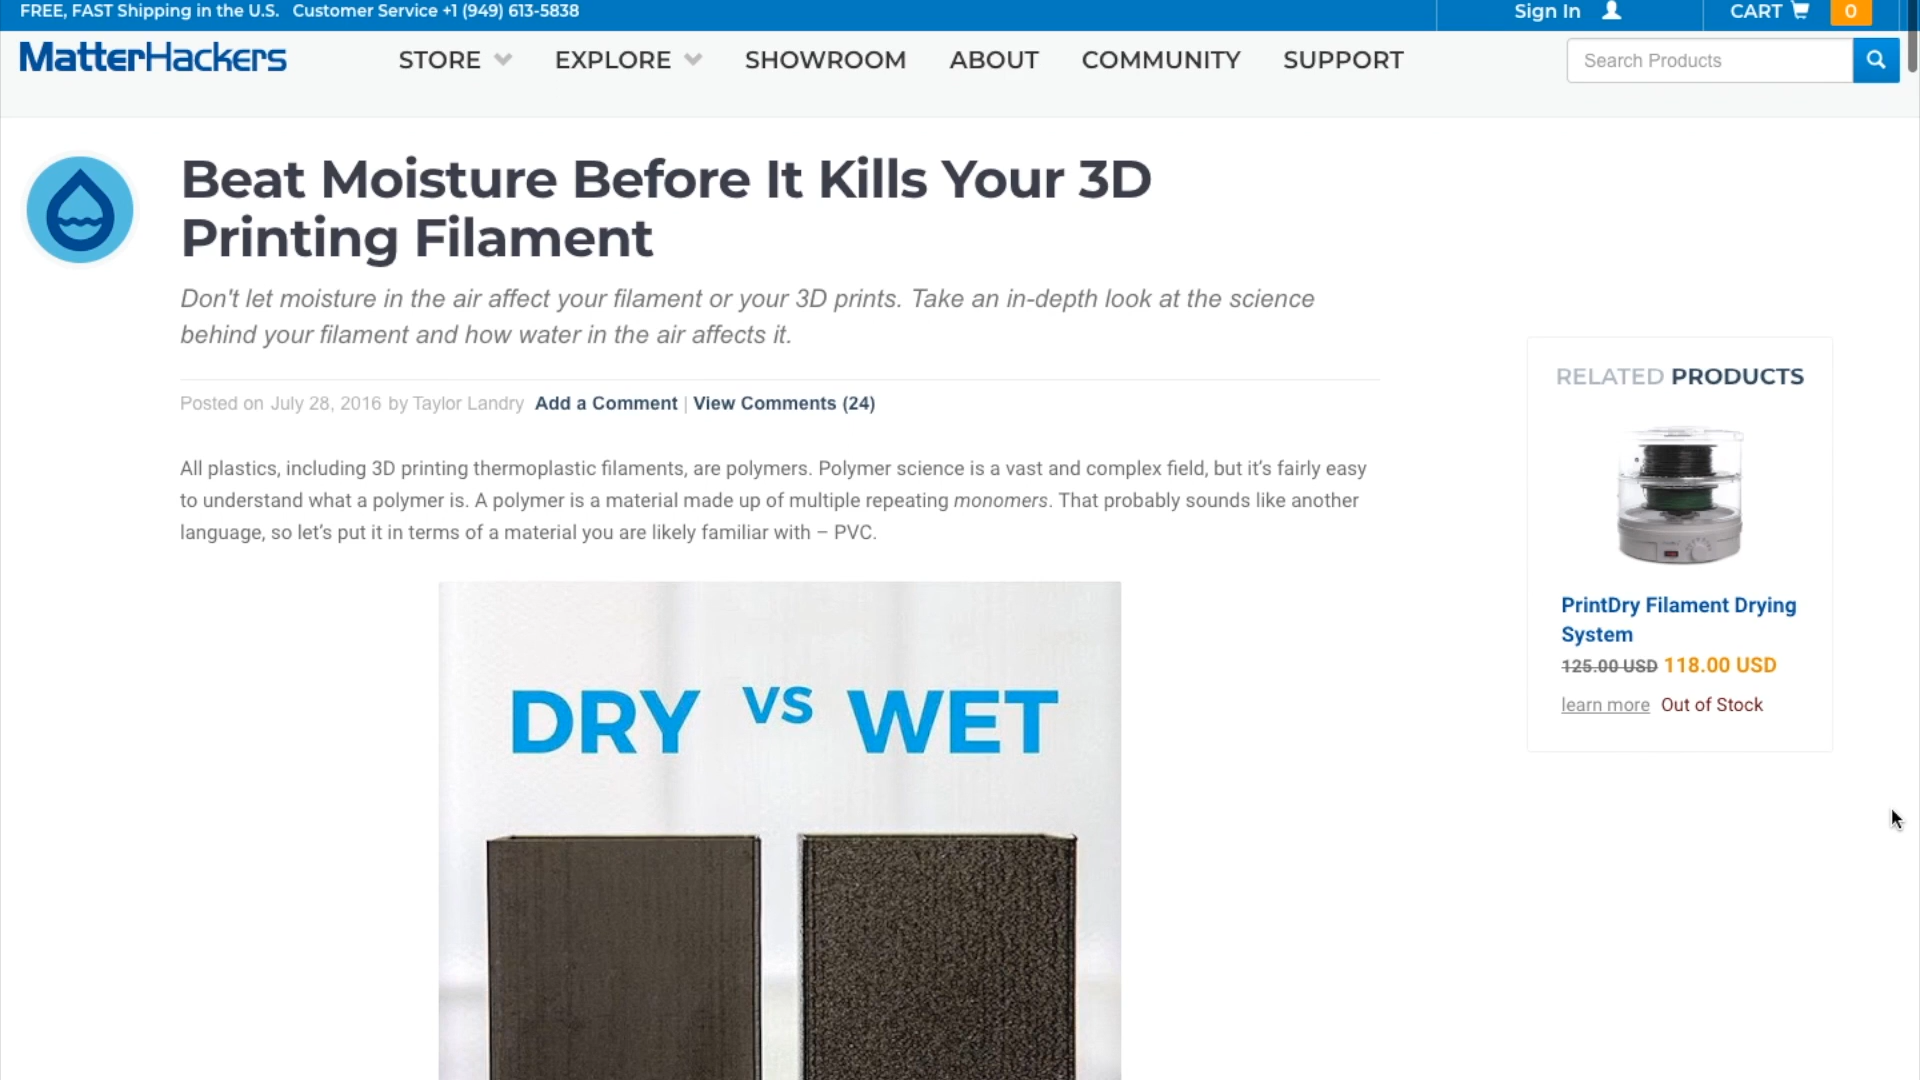 FREE, FAST Shipping in the U.S. Customer Service +1 (949) 613-5838
Sign In
CART 0
MatterHackers
STORE EXPLORE SHOWROOM ABOUT COMMUNITY SUPPORT
Search Products
Beat Moisture Before It Kills Your 3D
Printing Filament
Don't let moisture in the air affect your filament or your 3D prints. Take an in-depth look at the science
behind your filament and how water in the air affects it.
Posted on July 28, 2016 by Taylor Landry Add a Comment | View Comments (24)
All plastics, including 3D printing thermoplastic filaments, are polymers. Polymer science is a vast and complex field, but it’s fairly easy
to understand what a polymer is. A polymer is a material made up of multiple repeating monomers. That probably sounds like another
language, so let’s put it in terms of a material you are likely familiar with – PVC.
DRY VS WET
RELATED PRODUCTS
PrintDry Filament Drying
System
125.00 USD 118.00 USD
learn more Out of Stock